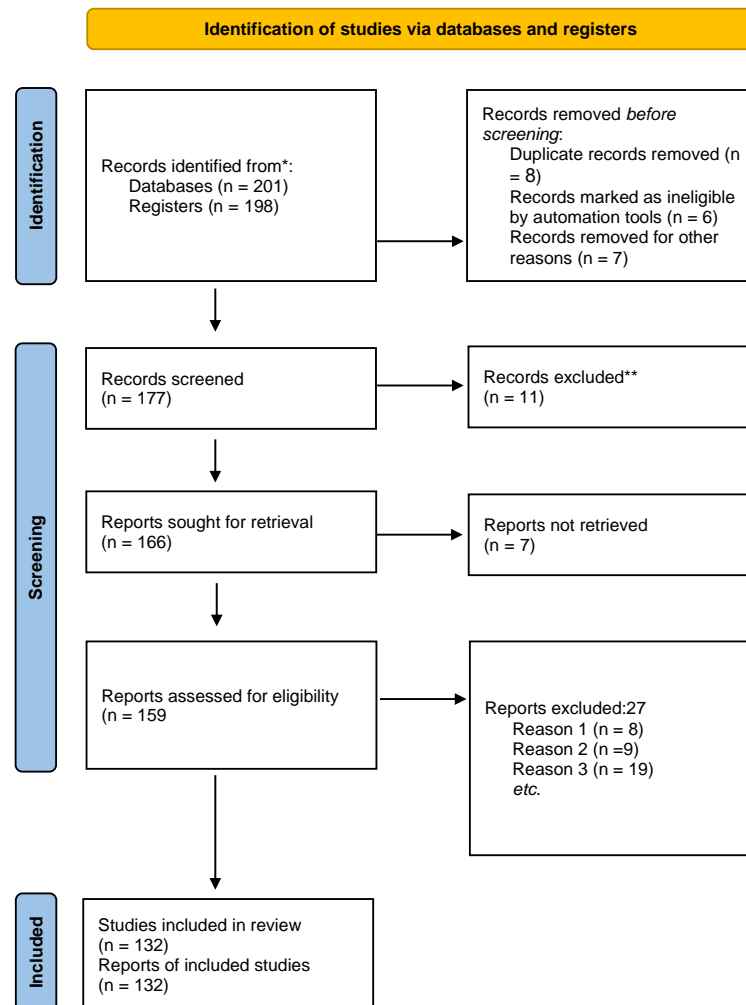 Identification of studies via databases and registers
Identification
Records identified from*:
Databases (n = 201)
Registers (n = 198)
Records removed before
screening:
Duplicate records removed (n
= 8)
Records marked as ineligible
by automation tools (n = 6)
Records removed for other
reasons (n = 7)
Screening
Records screened
(n = 177)
Records excluded**
(n = 11)
Reports sought for retrieval
(n = 166)
Reports not retrieved
(n = 7)
Reports assessed for eligibility
(n = 159
Reports excluded:27
Reason 1 (n = 8)
Reason 2 (n =9)
Reason 3 (n = 19)
etc.
Included
Studies included in review
(n = 132)
Reports of included studies
(n = 132)